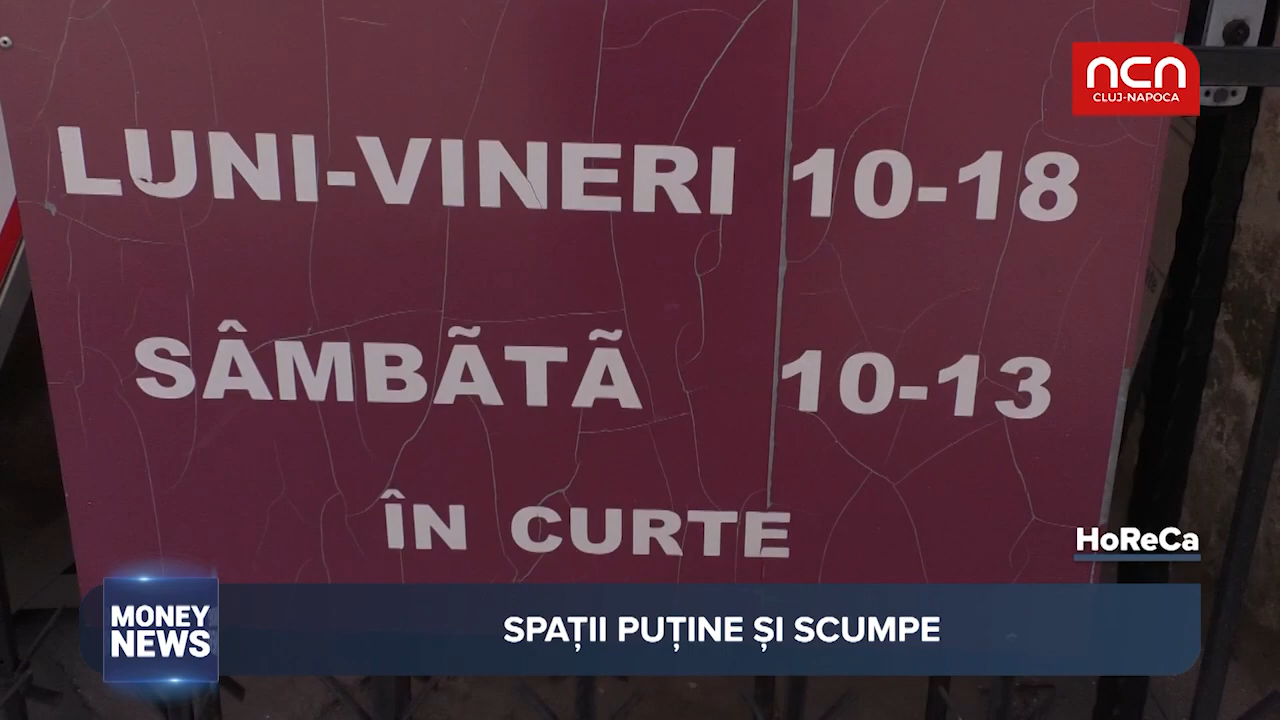 ncn
CLUJ-NAPOCA
LUNI-VINERI 10-18
SÂMBÃTÃ 10-13
ÎN CURTE
HoReCa
MONEY
NEWS
SPAȚII PUȚINE ȘI SCUMPE